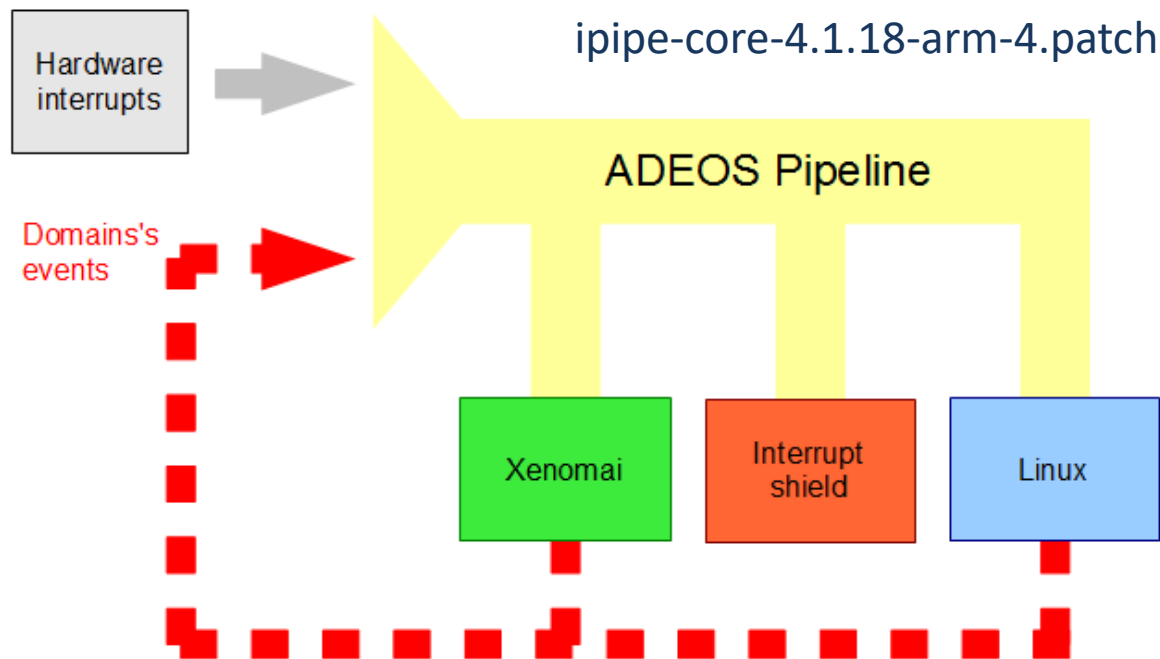 ipipe-core-4.1.18-arm-4.patch
Hardware
interrupts
ADEOS Pipeline
Domains's
events
Xenomai
Interrupt
shield
Linux